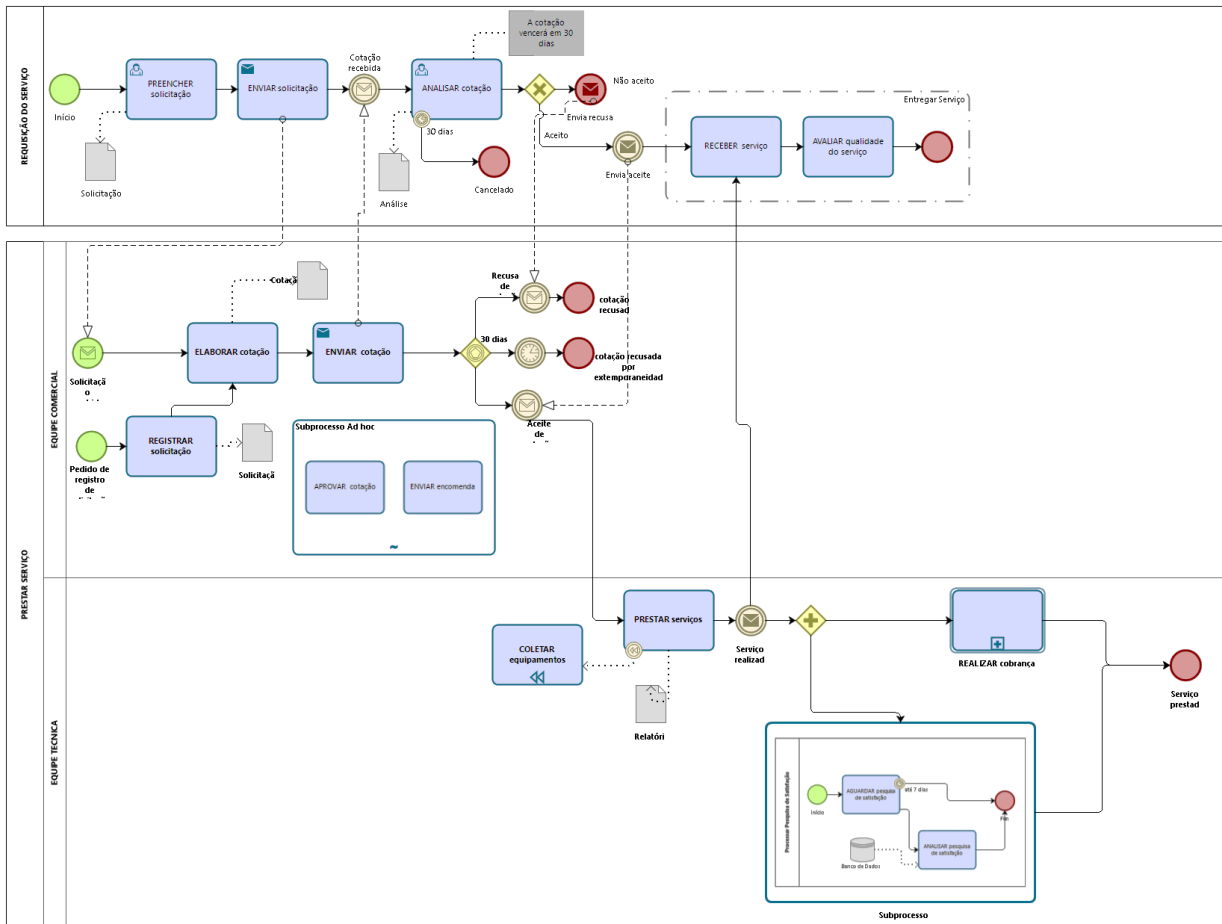 REQUISIÇÃO DO SERVIÇO
A cotação
vencerá em 30
dias
Início
PREENCHER
solicitação
Solicitação
ENVIAR solicitação
Cotação
recebida
ANALISAR cotação
30 dias
Análise
Cancelado
Não aceito
Envia recusa
Aceito
Envia aceite
Entregar Serviço
RECEBER serviço
AVALIAR qualidade
do serviço
PRESTAR SERVIÇO
EQUIPE COMERCIAL
Solicitaçã
o
Cotaçã
ELABORAR cotação
ENVIAR cotação
Recusa
de
cotação
recusad
30 dias
cotação recusada
por
extemporaneidad
Aceite
de
Pedido de
registro
de
REGISTRAR
solicitação
Solicitaçã
Subprocesso Ad hoc
APROVAR cotação
ENVIAR encomenda
~
EQUIPE TECNICA
COLETAR
equipamentos
PRESTAR serviços
Relatóri
Serviço
realizad
REALIZAR cobrança
Serviço
prestad
Processar Pesquisa de Satisfação
Início
AGUARDAR pesquisa
de satisfação
até 7 dias
Fim
Banco de Dados
ANALISAR pesquisa
de satisfação
Subprocesso